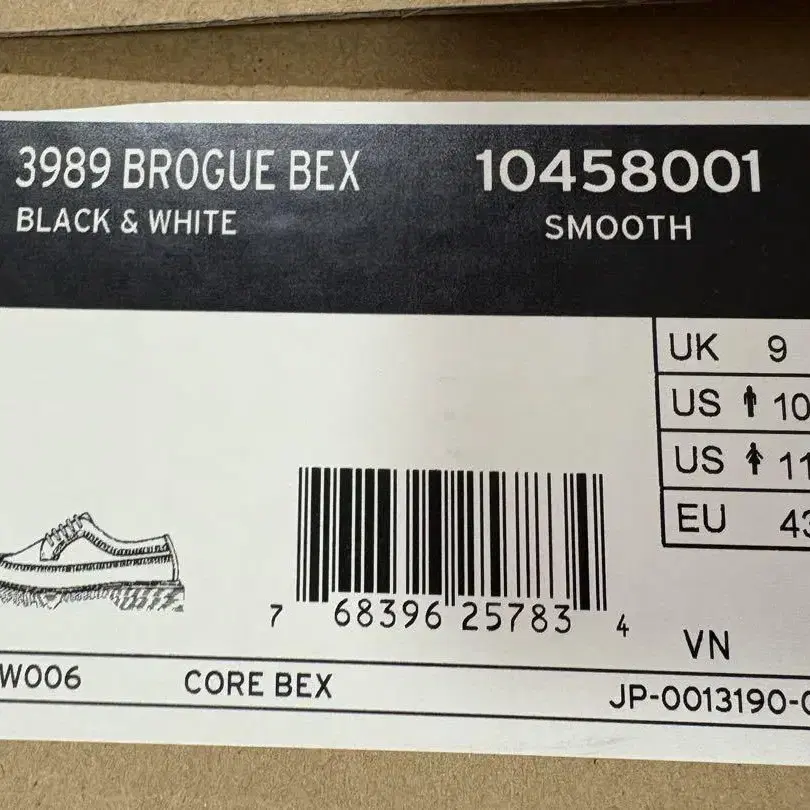 3989 BROGUE BEX 10458001
BLACK & WHITE SMOOTH
UK 9
US 10
US 11
EU 43
7 68396 25783 4
VN
W006 CORE BEX JP-0013190-